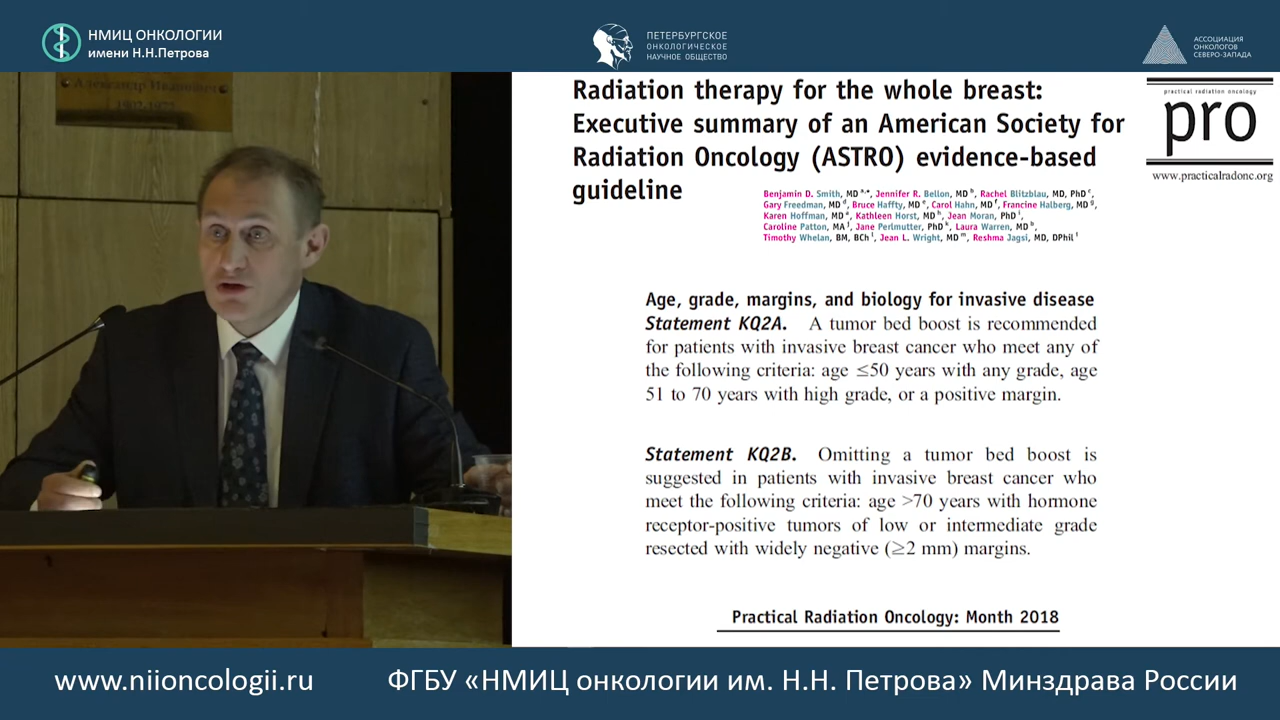 НМИЦ ОНКОЛОГИИ
имени Н.Н.Петрова
ПЕТЕРБУРГСКОЕ
ОНКОЛОГИЧЕСКОЕ
НАУЧНОЕ ОБЩЕСТВО
АССОЦИАЦИЯ
ОНКОЛОГОВ
СЕВЕРО-ЗАПАДА
Александр Иванович
1902-1972
Radiation therapy for the whole breast:
Executive summary of an American Society for
Radiation Oncology (ASTRO) evidence-based
guideline
practical radiation oncology
pro
www.practicalradonc.org
Benjamin D. Smith, MD a,*, Jennifer R. Bellon, MD b, Rachel Blitzblau, MD, PhD c,
Gary Freedman, MD d, Bruce Haffty, MD e, Carol Hahn, MD f, Francine Halberg, MD g,
Karen Hoffman, MD a, Kathleen Horst, MD h, Jean Moran, PhD i,
Caroline Patton, MA j, Jane Perlmutter, PhD k, Laura Warren, MD b,
Timothy Whelan, BM, BCh l, Jean L. Wright, MD m, Reshma Jagsi, MD, DPhil i
Age, grade, margins, and biology for invasive disease
Statement KQ2A. A tumor bed boost is recommended
for patients with invasive breast cancer who meet any of
the following criteria: age ≤50 years with any grade, age
51 to 70 years with high grade, or a positive margin.
Statement KQ2B. Omitting a tumor bed boost is
suggested in patients with invasive breast cancer who
meet the following criteria: age >70 years with hormone
receptor-positive tumors of low or intermediate grade
resected with widely negative (≥2 mm) margins.
Practical Radiation Oncology: Month 2018
www.niioncologii.ru
ФГБУ «НМИЦ онкологии им. Н.Н. Петрова» Минздрава России